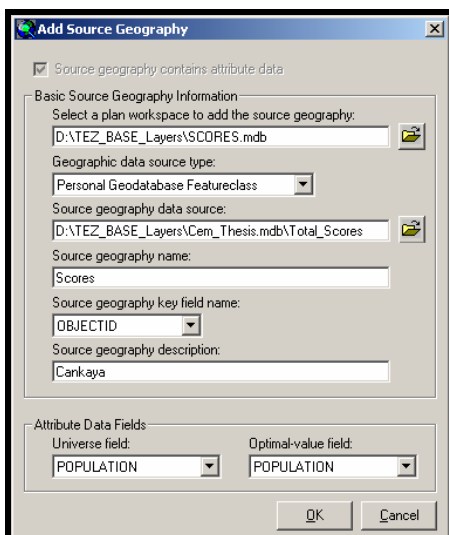 Add Source Geography
Source geography contains attribute data
Basic Source Geography Information
Select a plan workspace to add the source geography:
D:\TEZ_BASE_Layers\SCORES.mdb
Geographic data source type:
Personal Geodatabase Featureclass
Source geography data source:
D:\TEZ_BASE_Layers\Cem_Thesis.mdb\Total_Scores
Source geography name:
Scores
Source geography key field name:
OBJECTID
Source geography description:
Cankaya
Attribute Data Fields
Universe field: Optimal-value field:
POPULATION POPULATION
OK Cancel